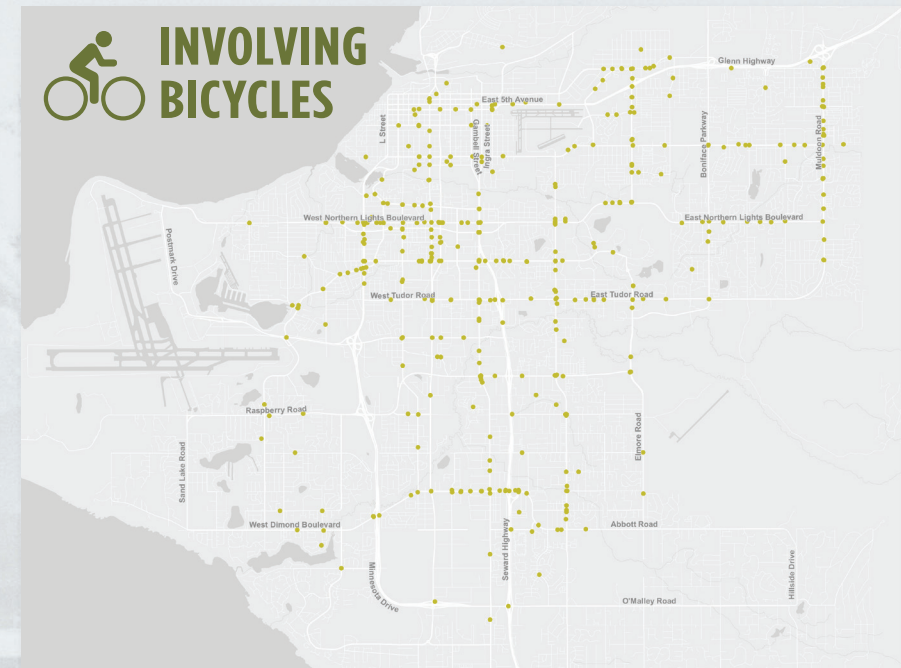 INVOLVING
BICYCLES
Glenn Highway
East 5th Avenue
L Street
Gambell Street
Ingra Street
Boniface Parkway
Muldoon Road
West Northern Lights Boulevard
East Northern Lights Boulevard
Postmark Drive
West Tudor Road
East Tudor Road
Raspberry Road
Sand Lake Road
Elmore Road
West Dimond Boulevard
Abbott Road
Seward Highway
Minnesota Drive
Hillside Drive
O'Malley Road